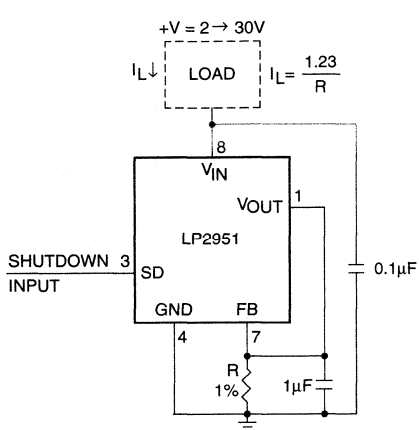 +V = 2→30V
IL↓ LOAD IL= 1.23
R
8
VIN
VOUT 1
LP2951
SHUTDOWN 3
INPUT
SD
0.1µF
GND FB
4 7
R
1%
1µF